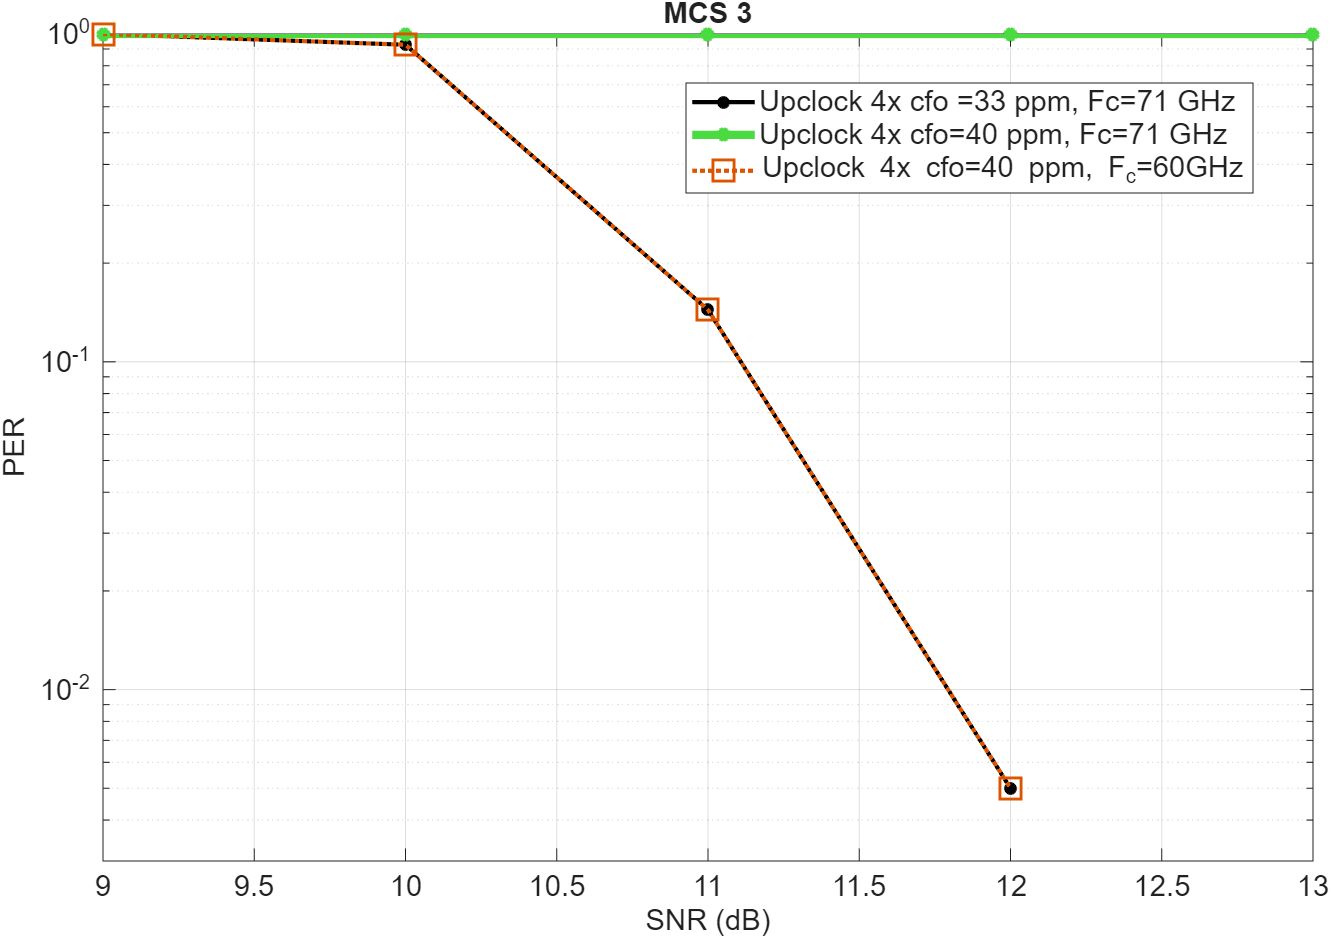 MCS 3
10^0
10^-1
10^-2
PER
Upclock 4x cfo =33 ppm, Fc=71 GHz
Upclock 4x cfo=40 ppm, Fc=71 GHz
Upclock 4x cfo=40 ppm, F_c=60GHz
9 9.5 10 10.5 11 11.5 12 12.5 13
SNR (dB)